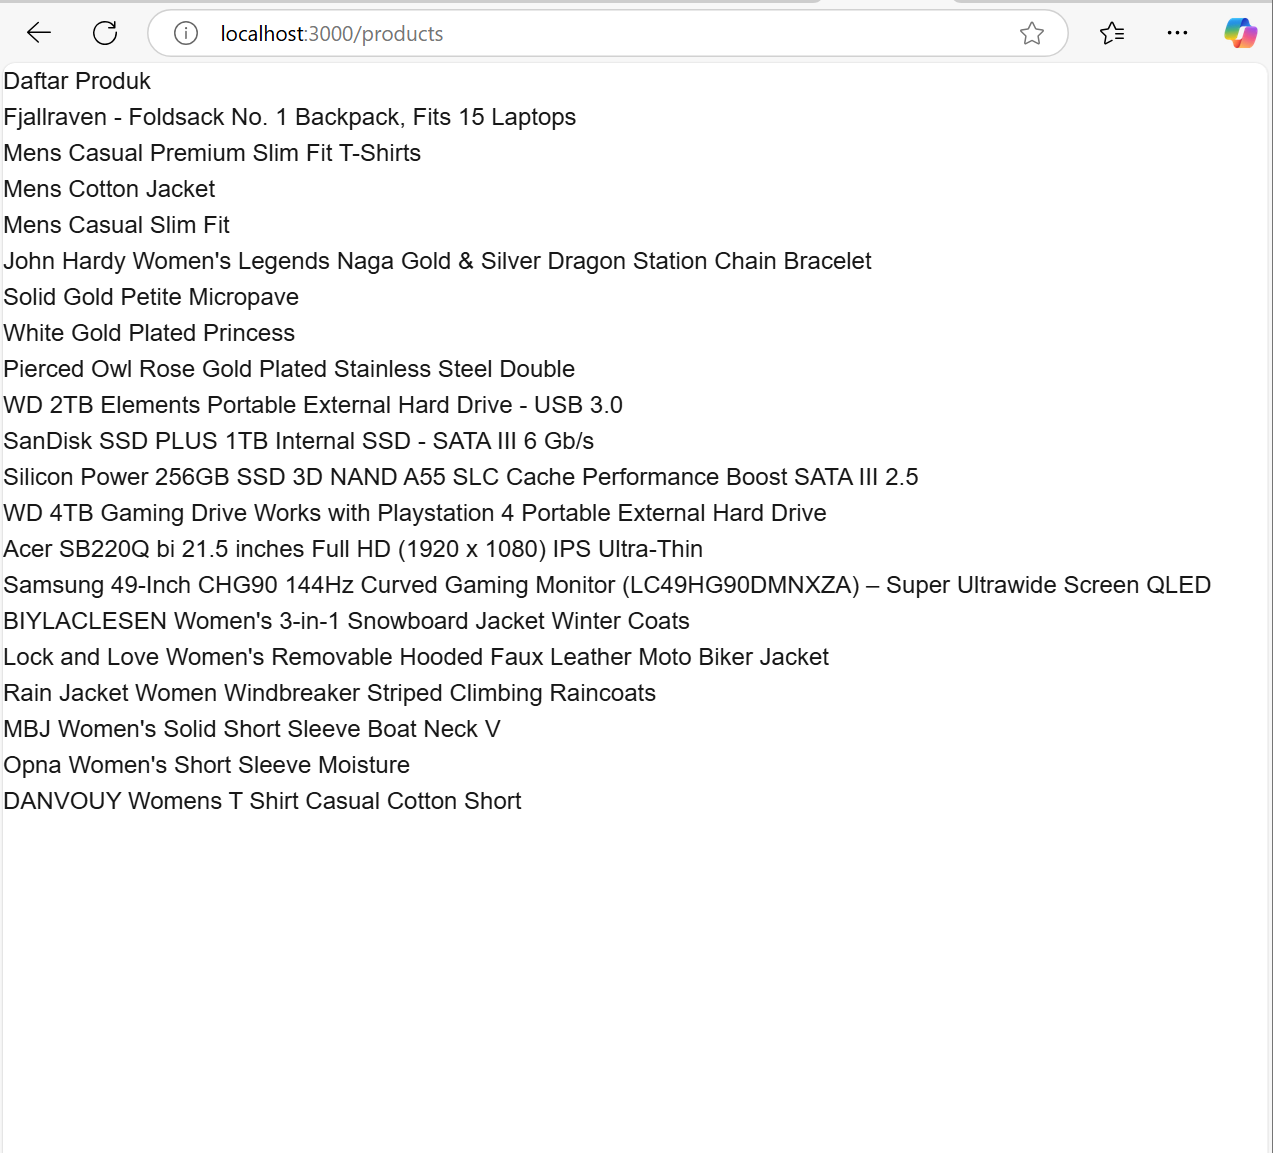 localhost:3000/products
Daftar Produk
Fjallraven - Foldsack No. 1 Backpack, Fits 15 Laptops
Mens Casual Premium Slim Fit T-Shirts
Mens Cotton Jacket
Mens Casual Slim Fit
John Hardy Women's Legends Naga Gold & Silver Dragon Station Chain Bracelet
Solid Gold Petite Micropave
White Gold Plated Princess
Pierced Owl Rose Gold Plated Stainless Steel Double
WD 2TB Elements Portable External Hard Drive - USB 3.0
SanDisk SSD PLUS 1TB Internal SSD - SATA III 6 Gb/s
Silicon Power 256GB SSD 3D NAND A55 SLC Cache Performance Boost SATA III 2.5
WD 4TB Gaming Drive Works with Playstation 4 Portable External Hard Drive
Acer SB220Q bi 21.5 inches Full HD (1920 x 1080) IPS Ultra-Thin
Samsung 49-Inch CHG90 144Hz Curved Gaming Monitor (LC49HG90DMNXZA) – Super Ultrawide Screen QLED
BIYLACLESEN Women's 3-in-1 Snowboard Jacket Winter Coats
Lock and Love Women's Removable Hooded Faux Leather Moto Biker Jacket
Rain Jacket Women Windbreaker Striped Climbing Raincoats
MBJ Women's Solid Short Sleeve Boat Neck V
Opna Women's Short Sleeve Moisture
DANVOUY Womens T Shirt Casual Cotton Short